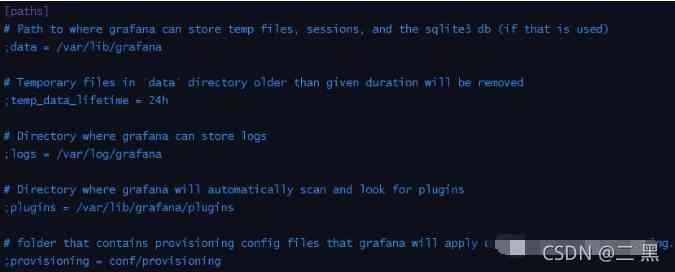 [paths]
# Path to where grafana can store temp files, sessions, and the sqlite3 db (if that is used)
;data = /var/lib/grafana
# Temporary files in `data` directory older than given duration will be removed
;temp_data_lifetime = 24h
# Directory where grafana can store logs
;logs = /var/log/grafana
# Directory where grafana will automatically scan and look for plugins
;plugins = /var/lib/grafana/plugins
# folder that contains provisioning config files that grafana will apply
;provisioning = conf/provisioning
CSDN @二 黑